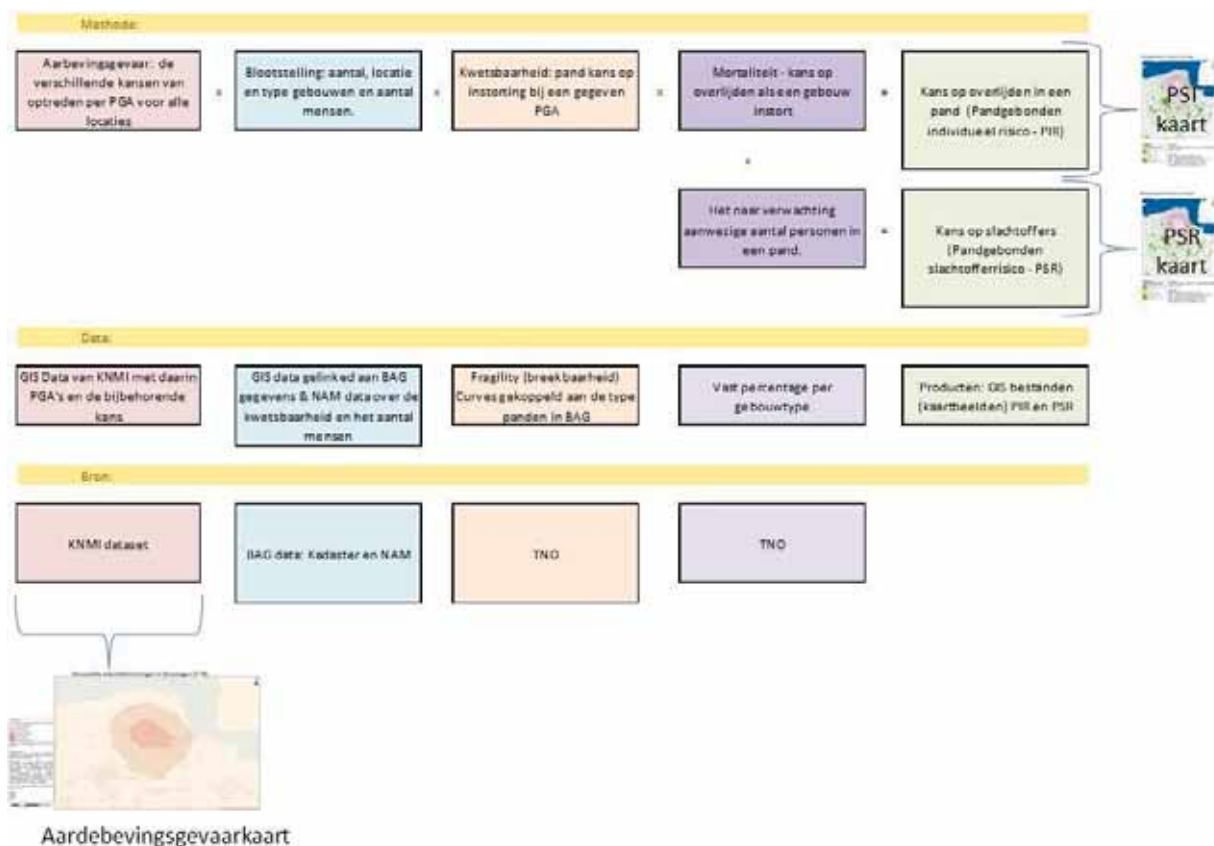 Methode:
Aarbevingsgevaar: de
verschillende kansen van
optreden per PGA voor alle
locaties
x
Blootstelling: aantal, locatie
en type gebouwen en aantal
mensen.
x
Kwetsbaarheid: pand kans op
instorting bij een gegeven
PGA
x
Mortaliteit - kans op
overlijden als een gebouw
instort
=
Kans op overlijden in een
pand (Pandgebonden
individueel risico - PIR)
PSI
kaart
x
Het naar verwachting
aanwezige aantal personen in
een pand.
=
Kans op slachtoffers
(Pandgebonden
slachtofferrisico - PSR)
PSR
kaart
Data:
GIS Data van KNMI met daarin
PGA's en de bijbehorende
kans
GIS data gelinked aan BAG
gegevens & NAM data over de
kwetsbaarheid en het aantal
mensen
Fragility (breekbaarheid)
Curves gekoppeld aan de type
panden in BAG
Vast percentage per
gebouwtype
Producten: GIS bestanden
(kaartbeelden) PIR en PSR
Bron:
KNMI dataset
BAG data: Kadaster en NAM
TNO
TNO
Aardebevingsgevaarkaart